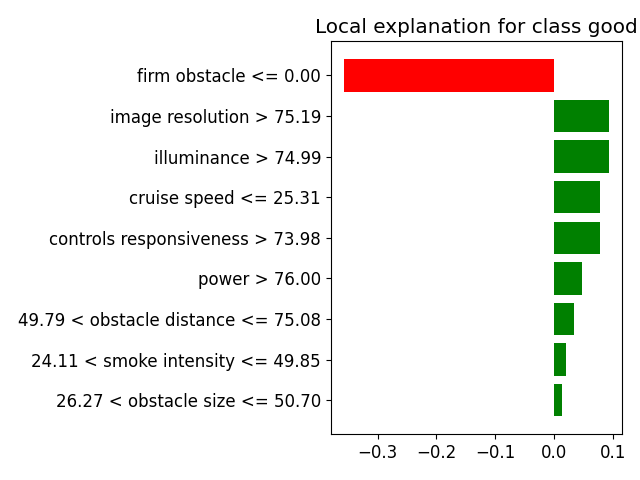 Local explanation for class good
firm obstacle <= 0.00
image resolution > 75.19
illuminance > 74.99
cruise speed <= 25.31
controls responsiveness > 73.98
power > 76.00
49.79 < obstacle distance <= 75.08
24.11 < smoke intensity <= 49.85
26.27 < obstacle size <= 50.70
−0.3 −0.2 −0.1 0.0 0.1